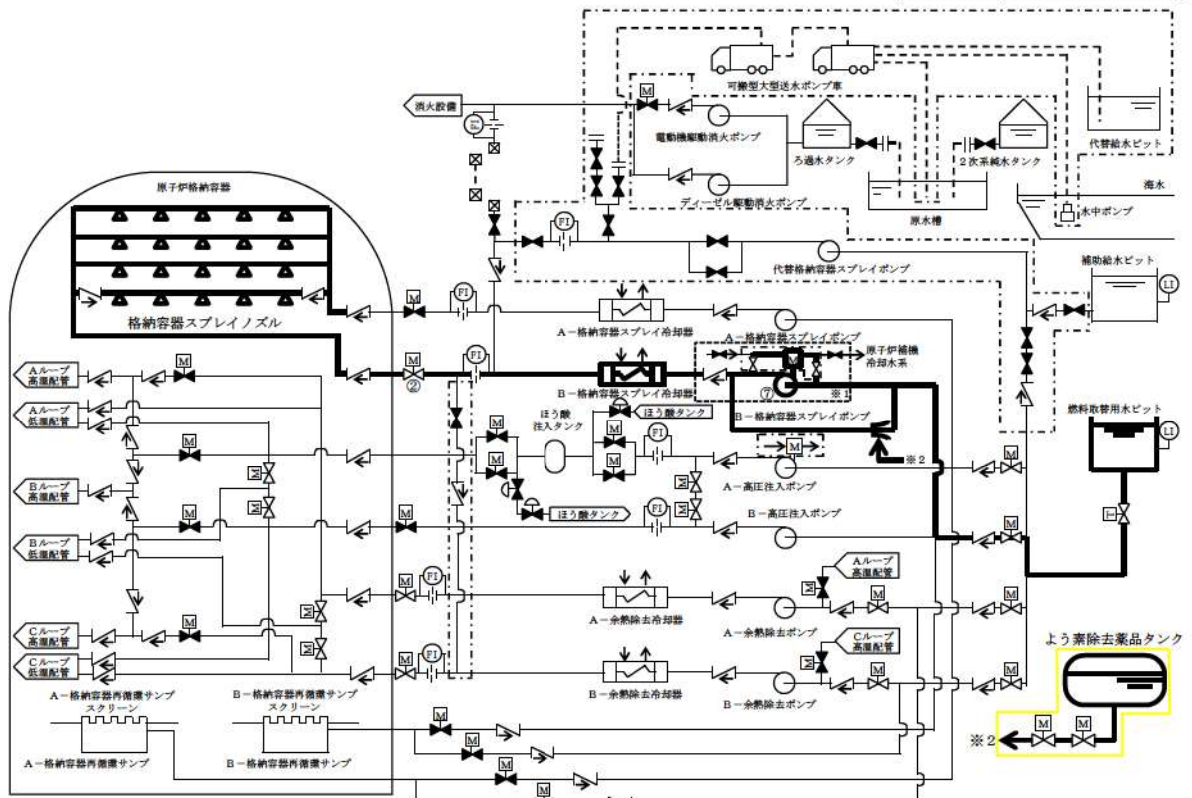 可搬型大型送水ポンプ車
消火設備
M
電動機駆動消火ポンプ
ろ過水タンク
2次系純水タンク
代替給水ピット
海水
原子炉格納容器
ディーゼル駆動消火ポンプ
原水槽
水中ポンプ
FI
代替格納容器スプレイポンプ
補助給水ピット
LI
M
FI
格納容器スプレイノズル
A－格納容器スプレイ冷却器
A－格納容器スプレイポンプ
原子炉補機
冷却水系
M
FI
M
Aループ
高温配管
M
②
B－格納容器スプレイ冷却器
⑦
※1
Aループ
低温配管
ほう酸
注入タンク
ほう酸タンク
B－格納容器スプレイポンプ
燃料取替用ピット
LI
M
M
M
FI
M
※2
M
M
M
M
M
A－高圧注入ポンプ
Bループ
高温配管
M
M
M
M
FI
M
ほう酸タンク
B－高圧注入ポンプ
M
T
Bループ
低温配管
Aループ
高温配管
M
FI
M
M
M
M
A－余熱除去冷却器
A－余熱除去ポンプ
Cループ
高温配管
M
M
Cループ
高温配管
よう素除去薬品タンク
Cループ
低温配管
M
FI
M
M
M
B－余熱除去冷却器
B－余熱除去ポンプ
A－格納容器再循環サンプ
スクリーン
B－格納容器再循環サンプ
スクリーン
M
M
M
※2
M
A－格納容器再循環サンプ
B－格納容器再循環サンプ
M
M